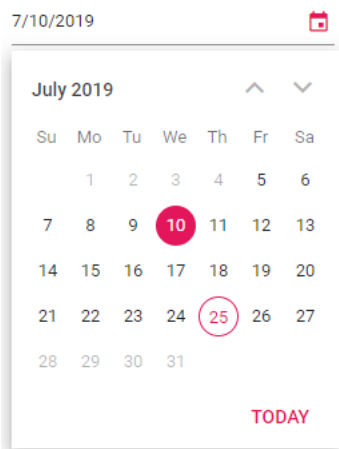 7/10/2019
July 2019
Su Mo Tu We Th Fr Sa
1 2 3 4 5 6
7 8 9 10 11 12 13
14 15 16 17 18 19 20
21 22 23 24 25 26 27
28 29 30 31
TODAY